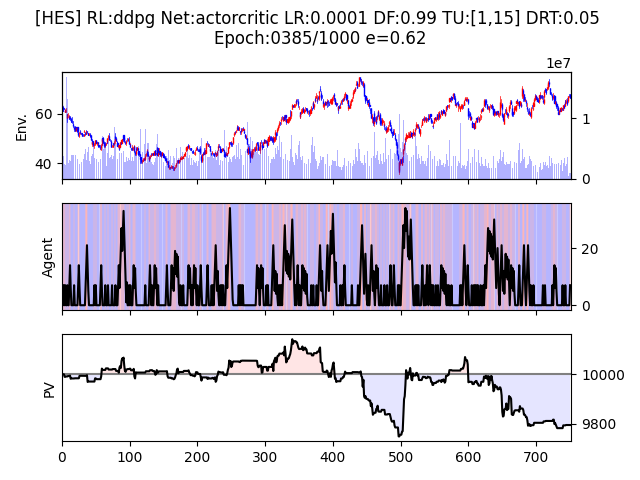 [HES] RL:ddpg Net:actorcritic LR:0.0001 DF:0.99 TU:[1,15] DRT:0.05
Epoch:0385/1000 e=0.62
1e7
Env.
60
40
1
0
Agent
20
0
PV
10000
9800
0 100 200 300 400 500 600 700